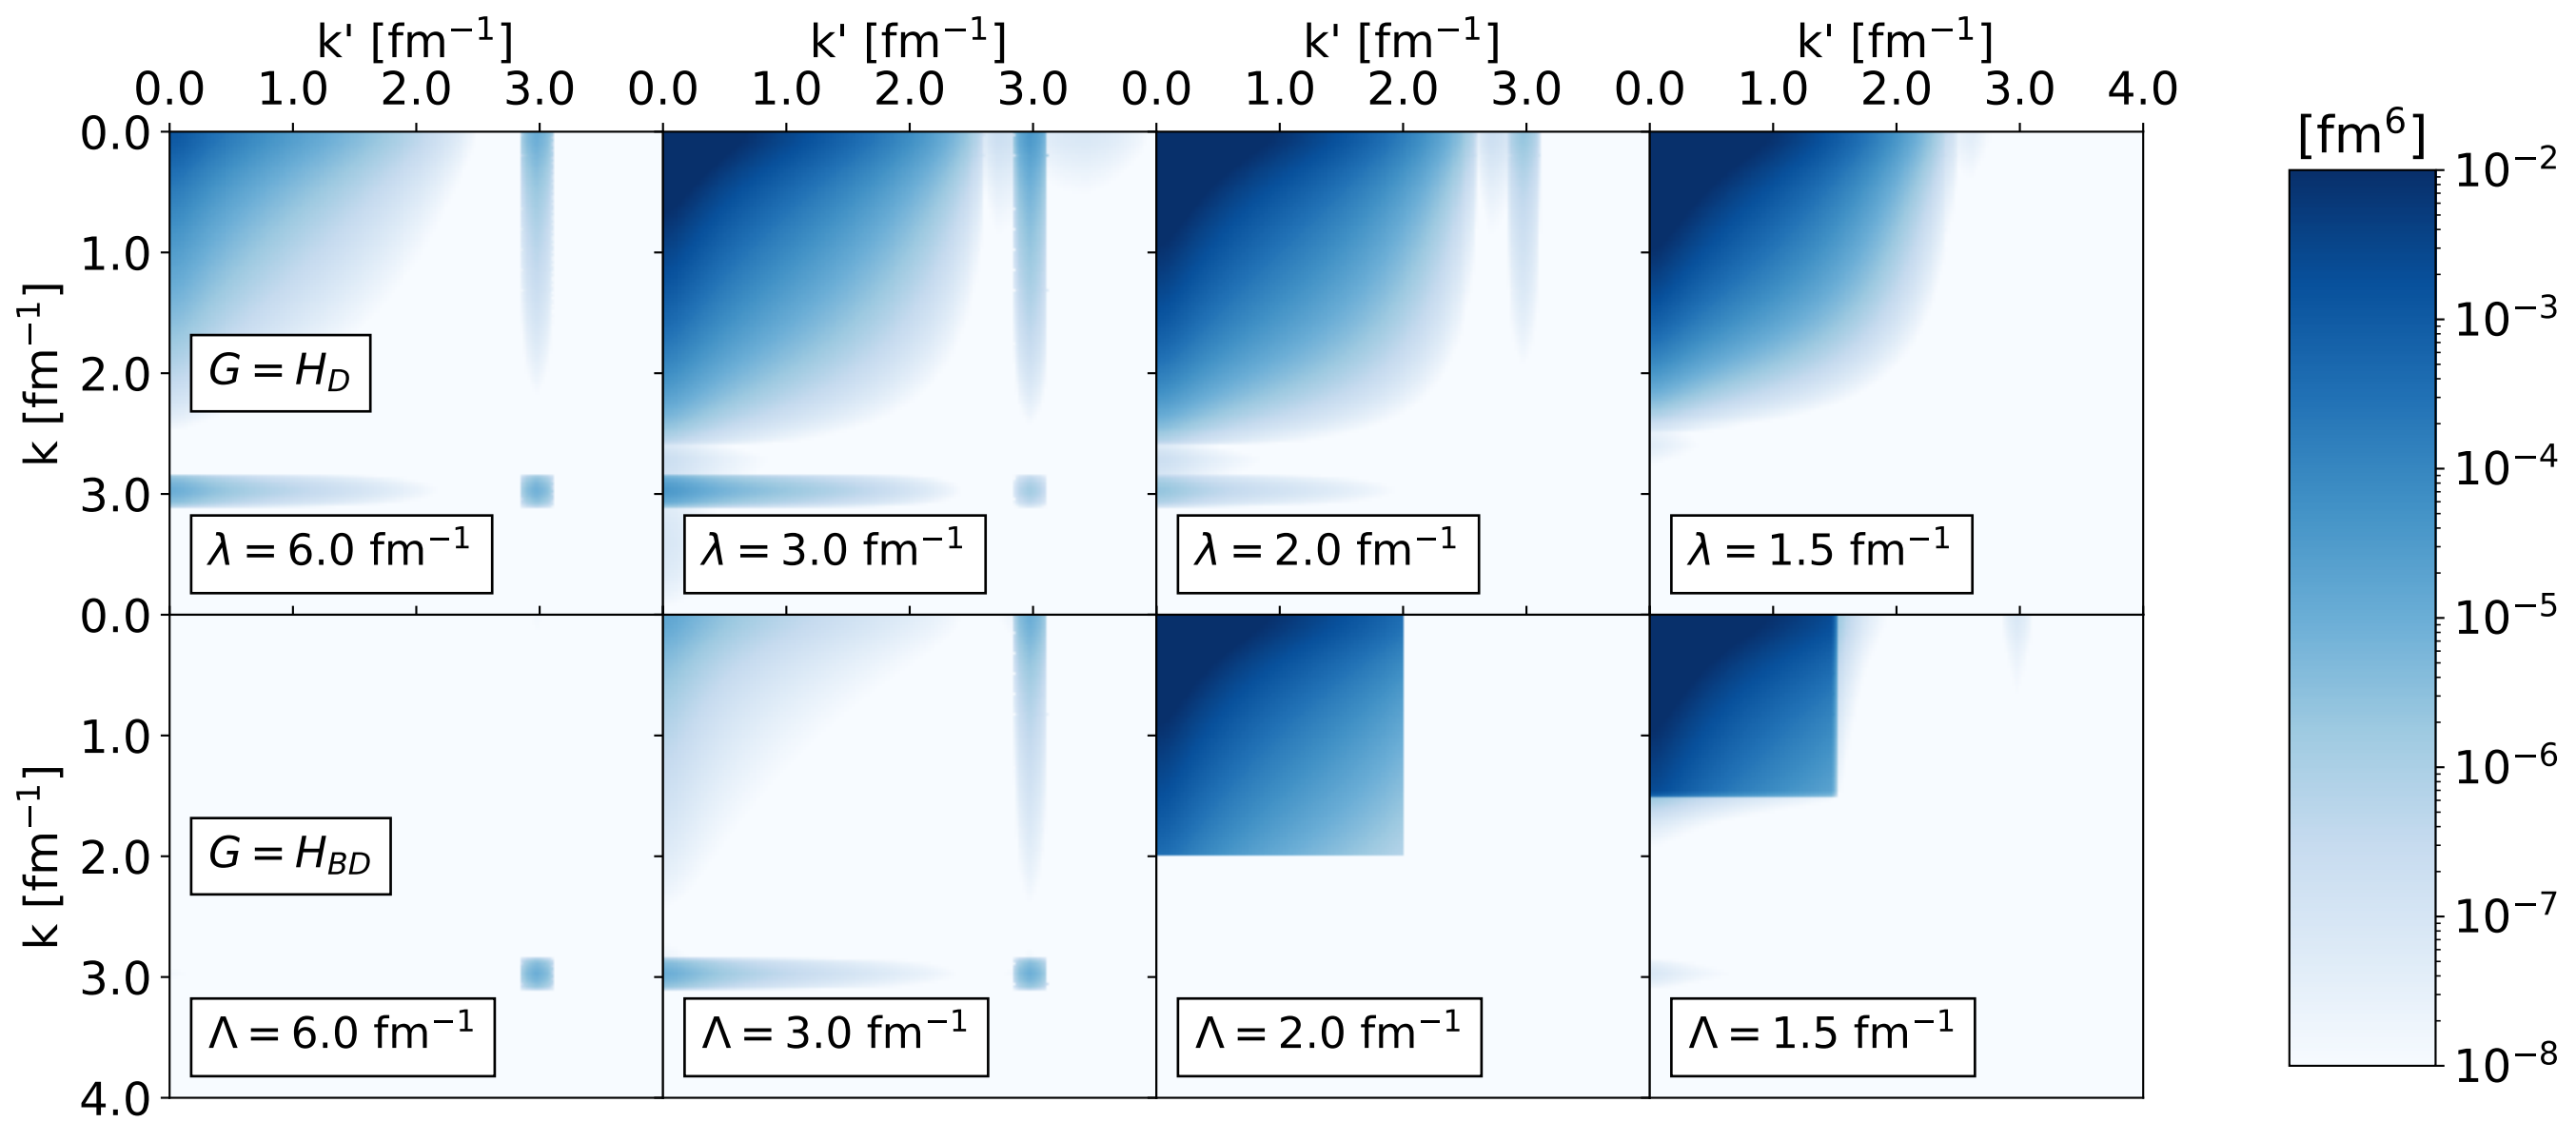 k' [fm⁻¹] k' [fm⁻¹] k' [fm⁻¹] k' [fm⁻¹]
0.0 1.0 2.0 3.0 0.0 1.0 2.0 3.0 0.0 1.0 2.0 3.0 0.0 1.0 2.0 3.0 4.0
0.0
1.0
2.0
3.0
k [fm⁻¹]
G = H_D
λ = 6.0 fm⁻¹
λ = 3.0 fm⁻¹
λ = 2.0 fm⁻¹
λ = 1.5 fm⁻¹
0.0
1.0
2.0
3.0
4.0
k [fm⁻¹]
G = H_BD
Λ = 6.0 fm⁻¹
Λ = 3.0 fm⁻¹
Λ = 2.0 fm⁻¹
Λ = 1.5 fm⁻¹
[fm⁶]
10⁻²
10⁻³
10⁻⁴
10⁻⁵
10⁻⁶
10⁻⁷
10⁻⁸